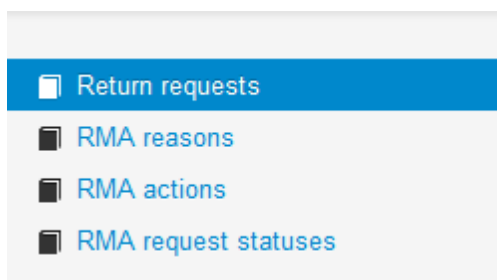 Return requests
RMA reasons
RMA actions
RMA request statuses